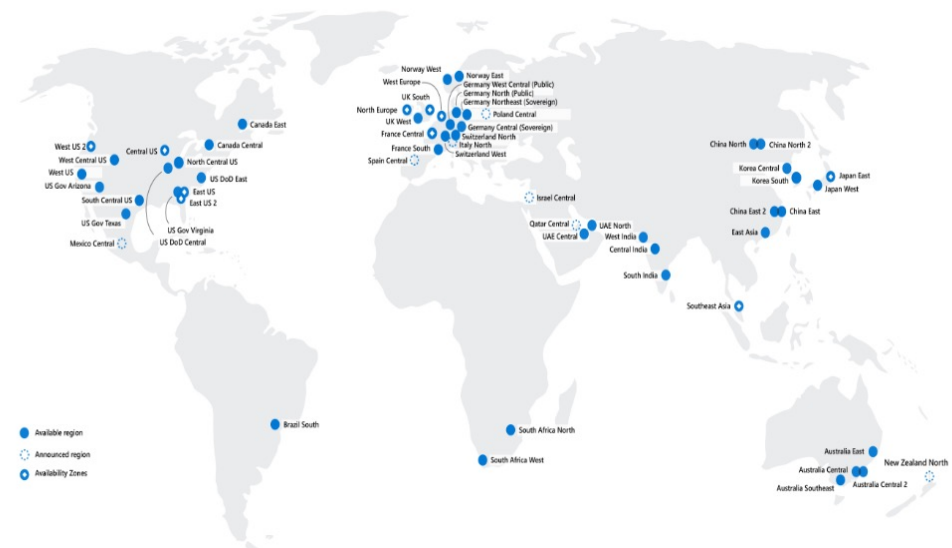 Norway West
Norway East
West Europe
Germany West Central (Public)
Germany North (Public)
Germany Northeast (Sovereign)
UK South
North Europe
Poland Central
UK West
Germany Central (Sovereign)
France Central
Switzerland North
Italy North
France South
Switzerland West
Spain Central
Canada East
West US 2
Canada Central
Central US
West Central US
North Central US
West US
US DoD East
US Gov Arizona
East US
South Central US
East US 2
US Gov Texas
US Gov Virginia
Mexico Central
US DoD Central
China North
China North 2
Korea Central
Japan East
Korea South
Japan West
Israel Central
China East 2
China East
Qatar Central
UAE North
East Asia
UAE Central
West India
Central India
South India
Southeast Asia
Brazil South
South Africa North
South Africa West
Available region
Announced region
Availability Zones
Australia East
New Zealand North
Australia Central
Australia Central 2
Australia Southeast